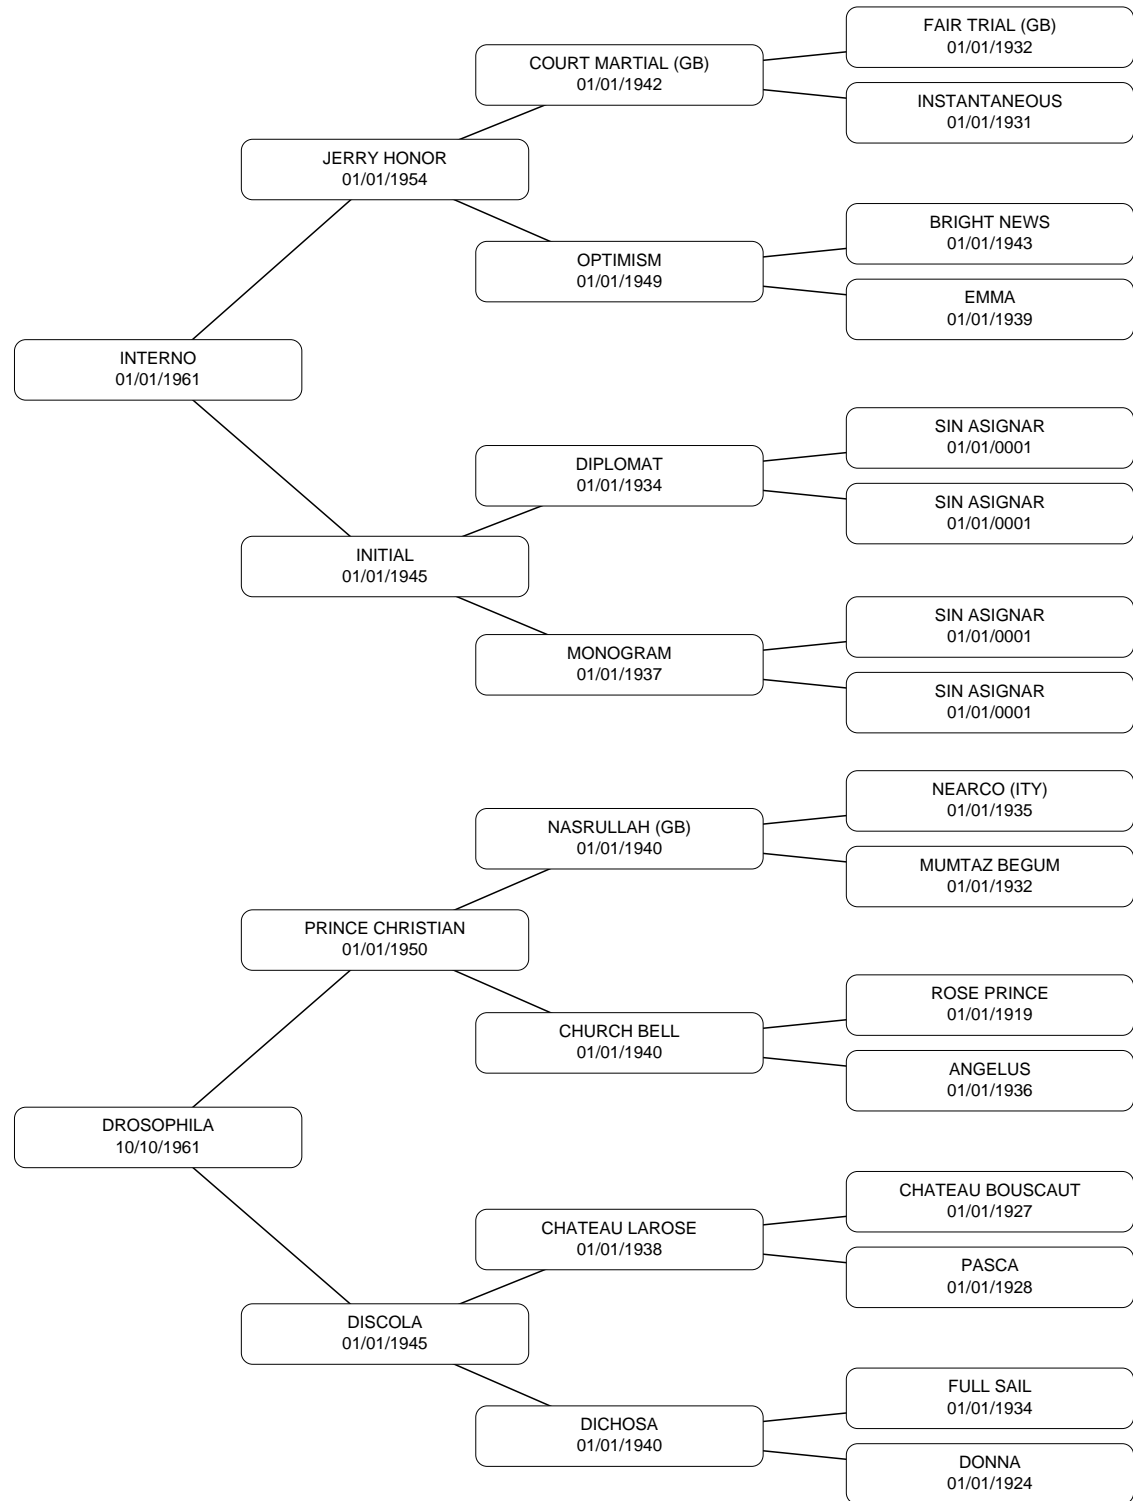 FAIR TRIAL (GB)
01/01/1932
COURT MARTIAL (GB)
01/01/1942
INSTANTANEOUS
01/01/1931
JERRY HONOR
01/01/1954
BRIGHT NEWS
01/01/1943
OPTIMISM
01/01/1949
EMMA
01/01/1939
INTERNO
01/01/1961
SIN ASIGNAR
01/01/0001
DIPLOMAT
01/01/1934
SIN ASIGNAR
01/01/0001
INITIAL
01/01/1945
SIN ASIGNAR
01/01/0001
MONOGRAM
01/01/1937
SIN ASIGNAR
01/01/0001
NEARCO (ITY)
01/01/1935
NASRULLAH (GB)
01/01/1940
MUMTAZ BEGUM
01/01/1932
PRINCE CHRISTIAN
01/01/1950
ROSE PRINCE
01/01/1919
CHURCH BELL
01/01/1940
ANGELUS
01/01/1936
DROSOPHILA
10/10/1961
CHATEAU BOUSCAUT
01/01/1927
CHATEAU LAROSE
01/01/1938
PASCA
01/01/1928
DISCOLA
01/01/1945
FULL SAIL
01/01/1934
DICHOSA
01/01/1940
DONNA
01/01/1924